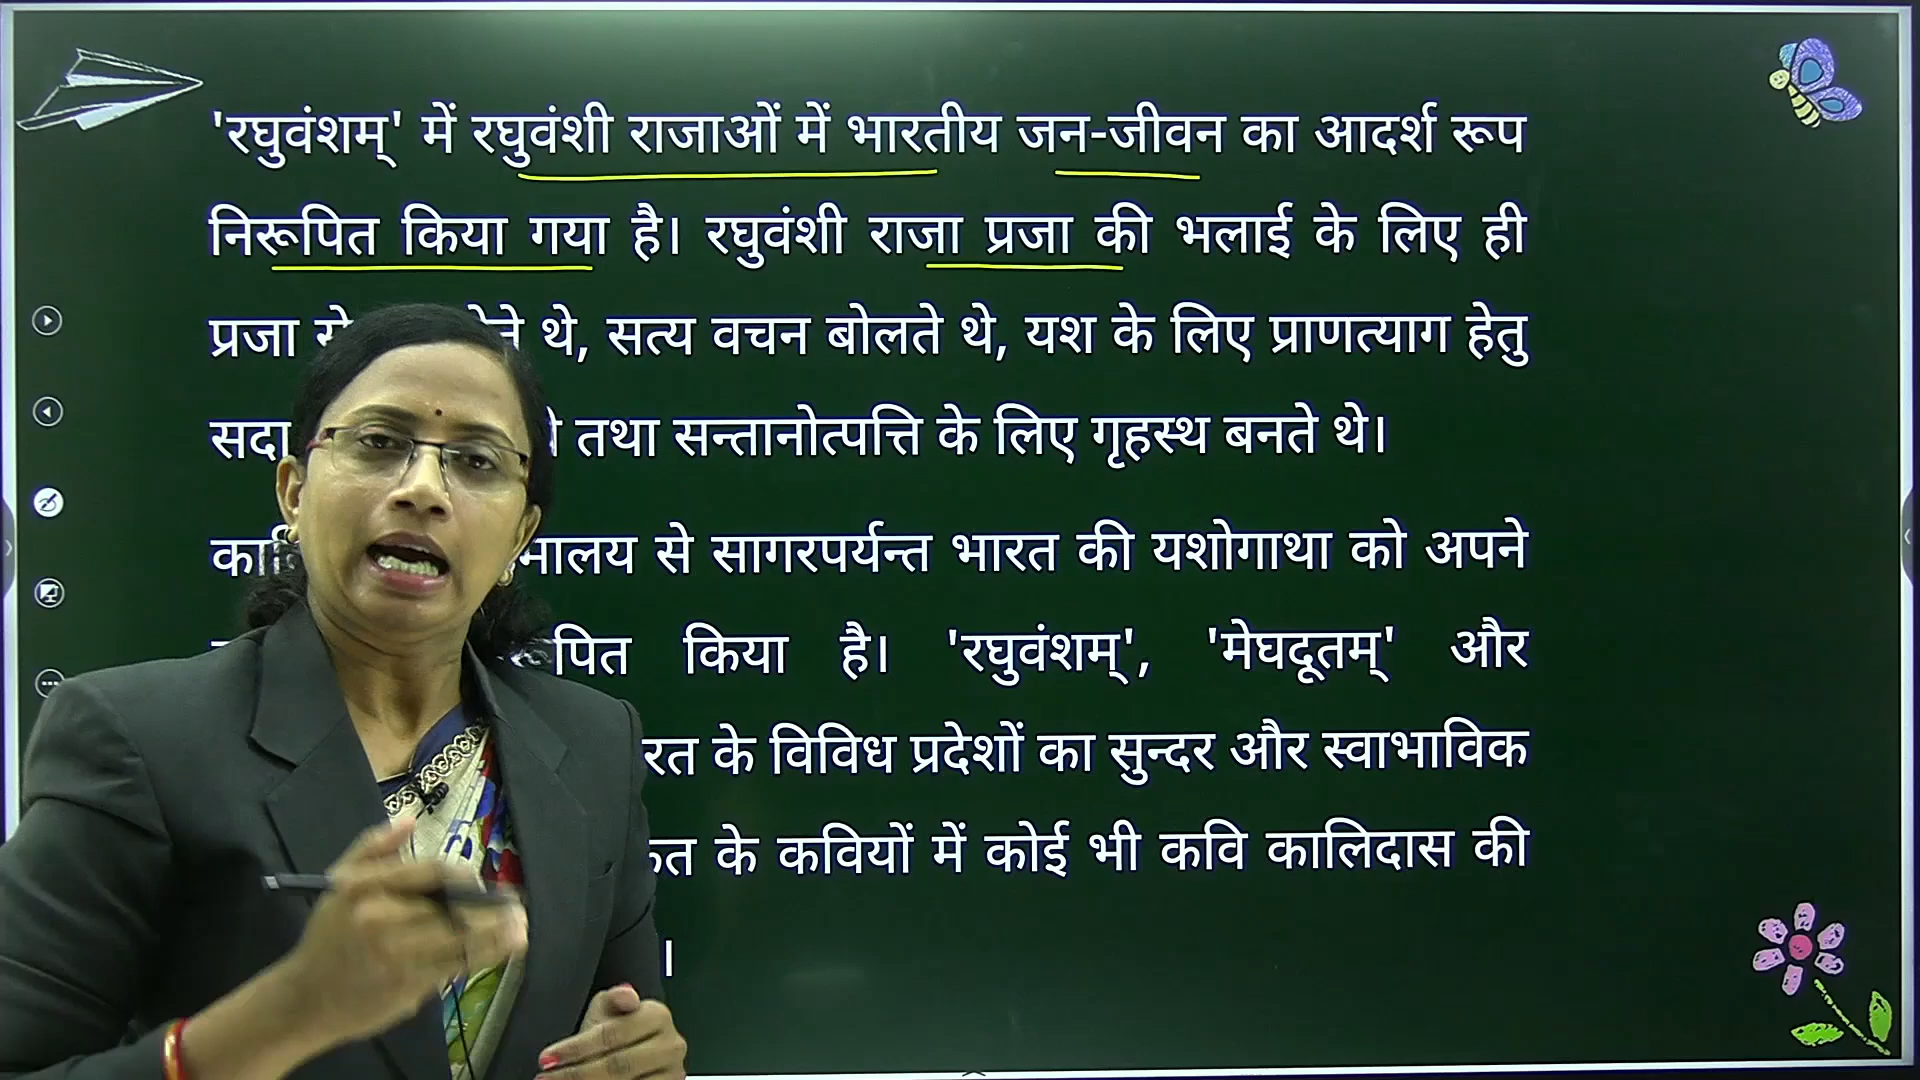 'रघुवंशम्' में रघुवंशी राजाओं में भारतीय जन-जीवन का आदर्श रूप
निरूपित किया गया है। रघुवंशी राजा प्रजा की भलाई के लिए ही
प्रजा थे, सत्य वचन बोलते थे, यश के लिए प्राणत्याग हेतु
सदा तथा सन्तानोत्पत्ति के लिए गृहस्थ बनते थे।
से सागरपर्यन्त भारत की यशोगाथा को अपने
किया है। 'रघुवंशम्', 'मेघदूतम्' और
के विविध प्रदेशों का सुन्दर और स्वाभाविक
के कवियों में कोई भी कवि कालिदास की